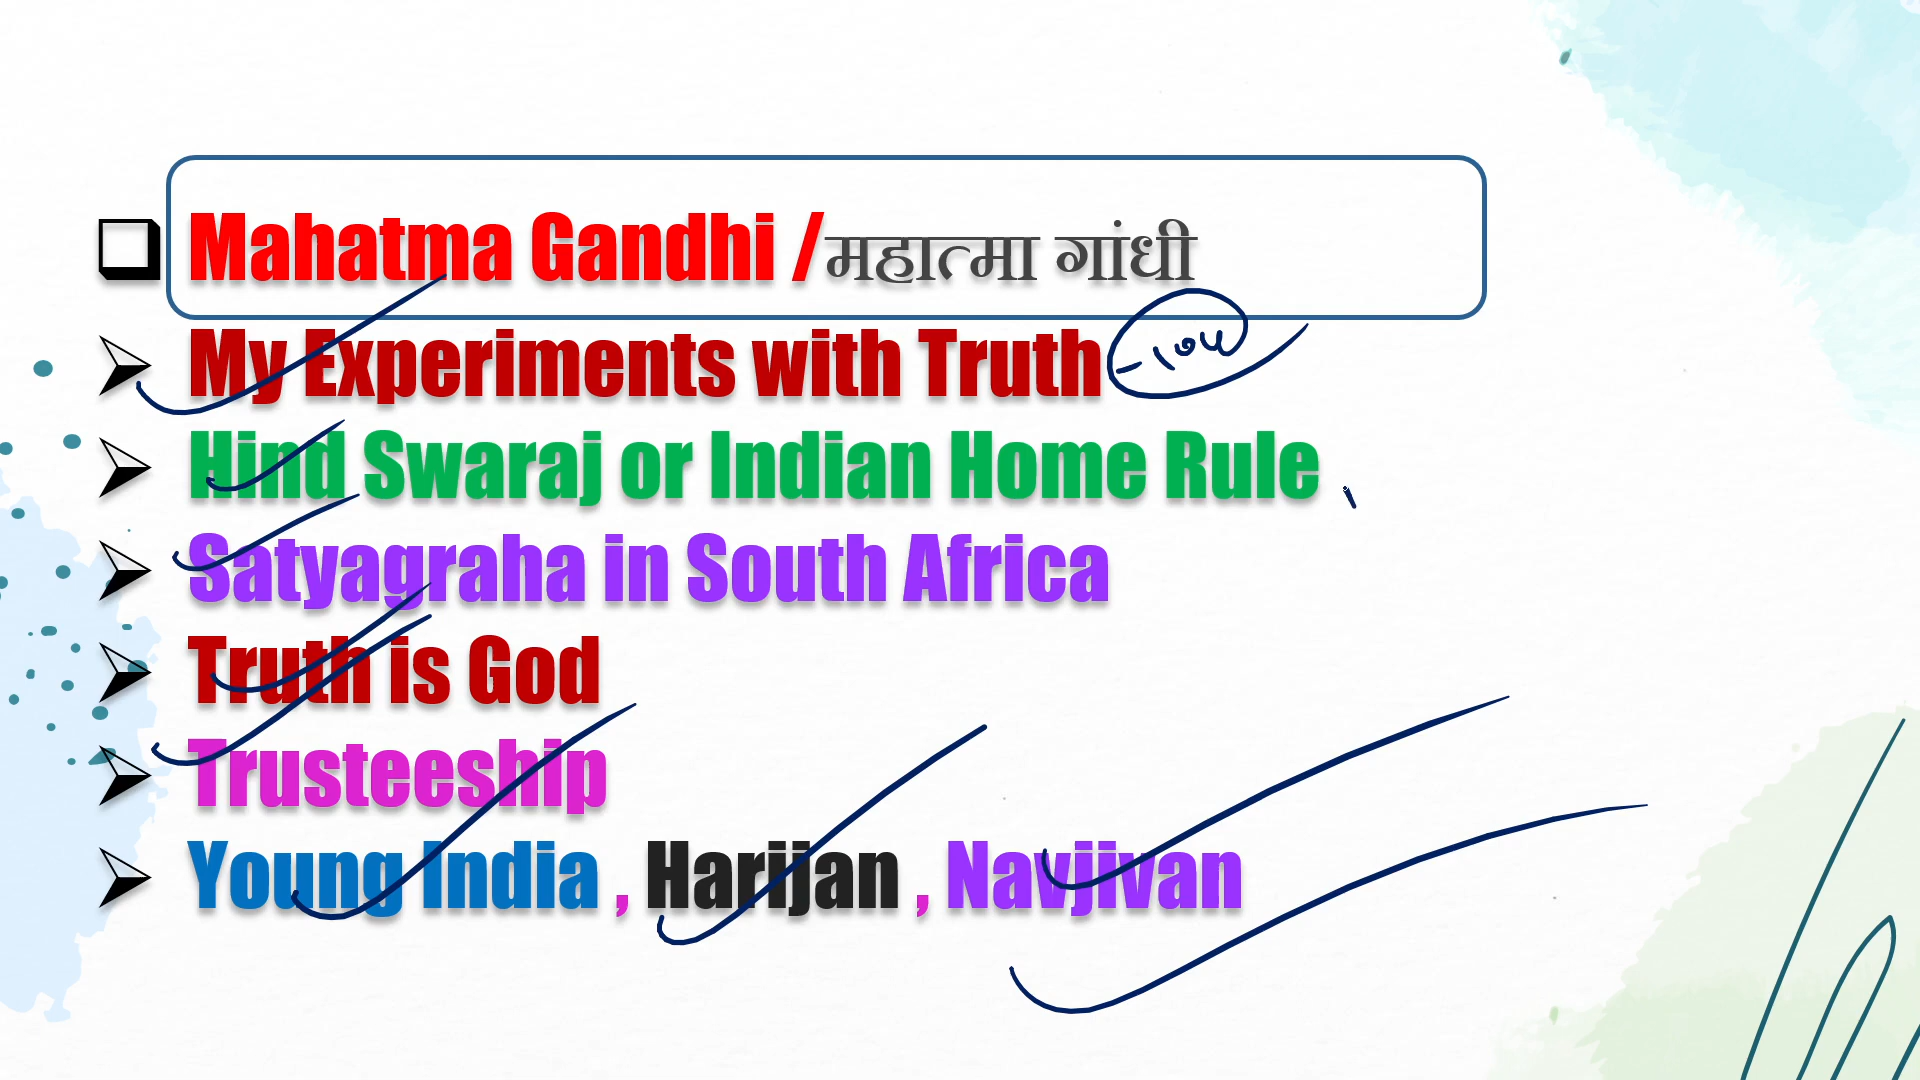 Mahatma Gandhi /महात्मा गांधी
My Experiments with Truth
Hind Swaraj or Indian Home Rule
Satyagraha in South Africa
Truth is God
Trusteeship
Young India , Harijan , Navjivan